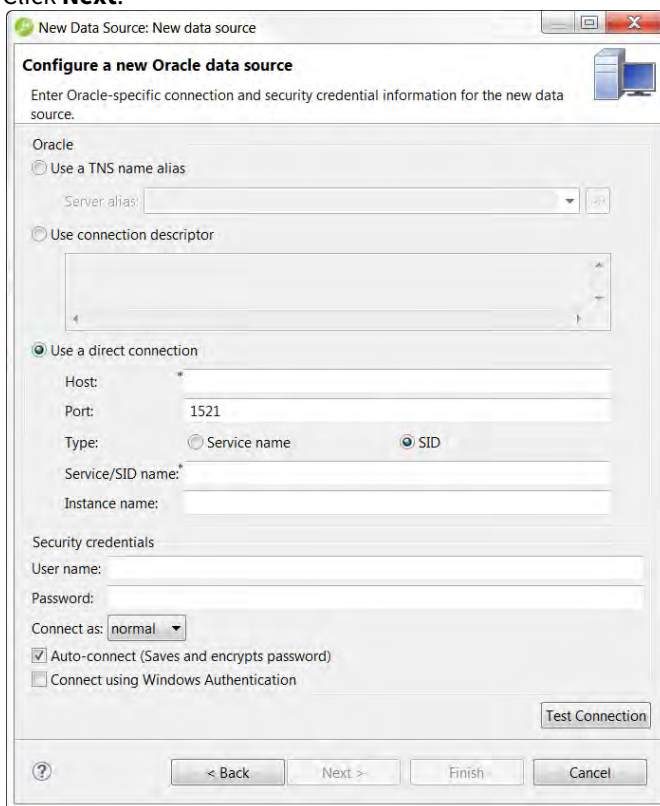 Click Next.
New Data Source: New data source
Configure a new Oracle data source
Enter Oracle-specific connection and security credential information for the new data
source.
Oracle
Use a TNS name alias
Server alias:
Use connection descriptor
Use a direct connection
Host: *
Port: 1521
Type: Service name SID
Service/SID name:*
Instance name:
Security credentials
User name:
Password:
Connect as: normal
Auto-connect (Saves and encrypts password)
Connect using Windows Authentication
Test Connection
? < Back Next > Finish Cancel